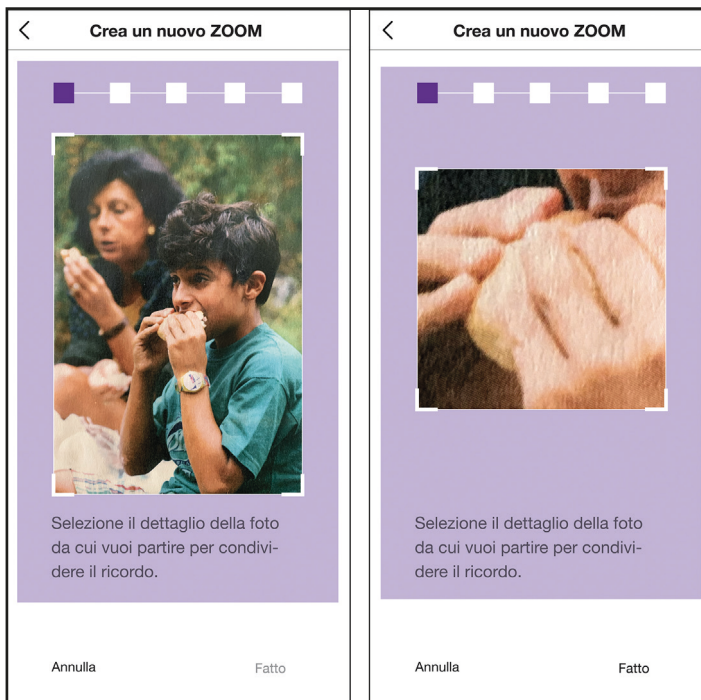 Crea un nuovo ZOOM
Selezione il dettaglio della foto
da cui vuoi partire per condivi-
dere il ricordo.
Annulla
Fatto
Crea un nuovo ZOOM
Selezione il dettaglio della foto
da cui vuoi partire per condivi-
dere il ricordo.
Annulla
Fatto